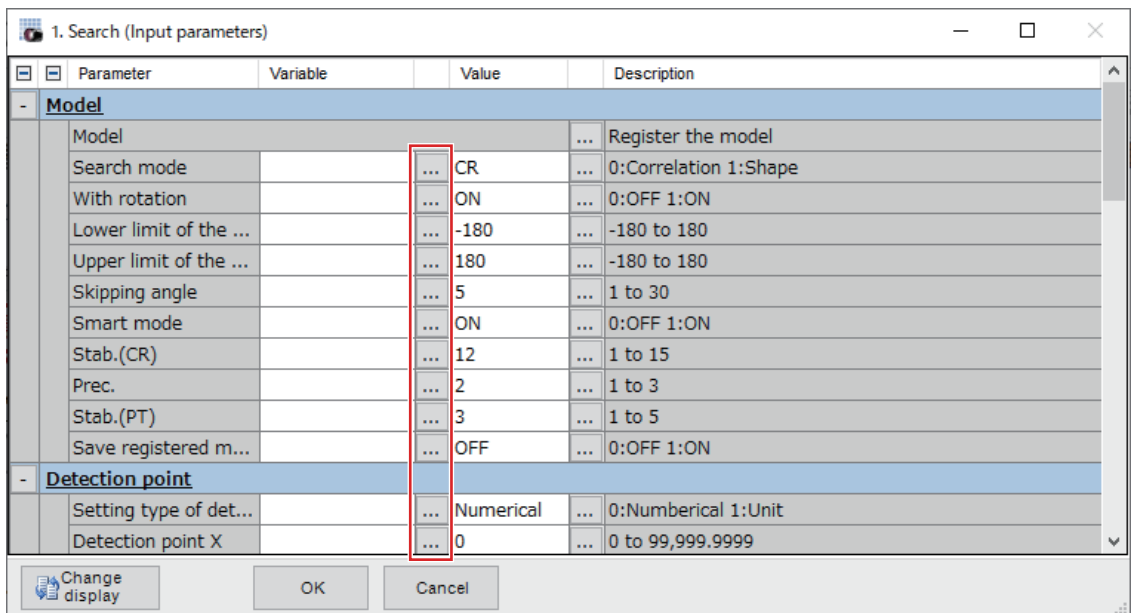 1. Search (Input parameters)
Parameter Variable Value Description
- Model
Model ... Register the model
Search mode ... CR ... 0:Correlation 1:Shape
With rotation ... ON ... 0:OFF 1:ON
Lower limit of the ... ... -180 ... -180 to 180
Upper limit of the ... ... 180 ... -180 to 180
Skipping angle ... 5 ... 1 to 30
Smart mode ... ON ... 0:OFF 1:ON
Stab.(CR) ... 12 ... 1 to 15
Prec. ... 2 ... 1 to 3
Stab.(PT) ... 3 ... 1 to 5
Save registered m... ... OFF ... 0:OFF 1:ON
- Detection point
Setting type of det... ... Numerical ... 0:Numberical 1:Unit
Detection point X ... 0 ... 0 to 99,999.9999
Change
display
OK Cancel